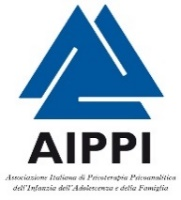 AIPPI
Associazione Italiana di Psicoterapia Psicoanalitica
dell'Infanzia dell'Adolescenza e della Famiglia